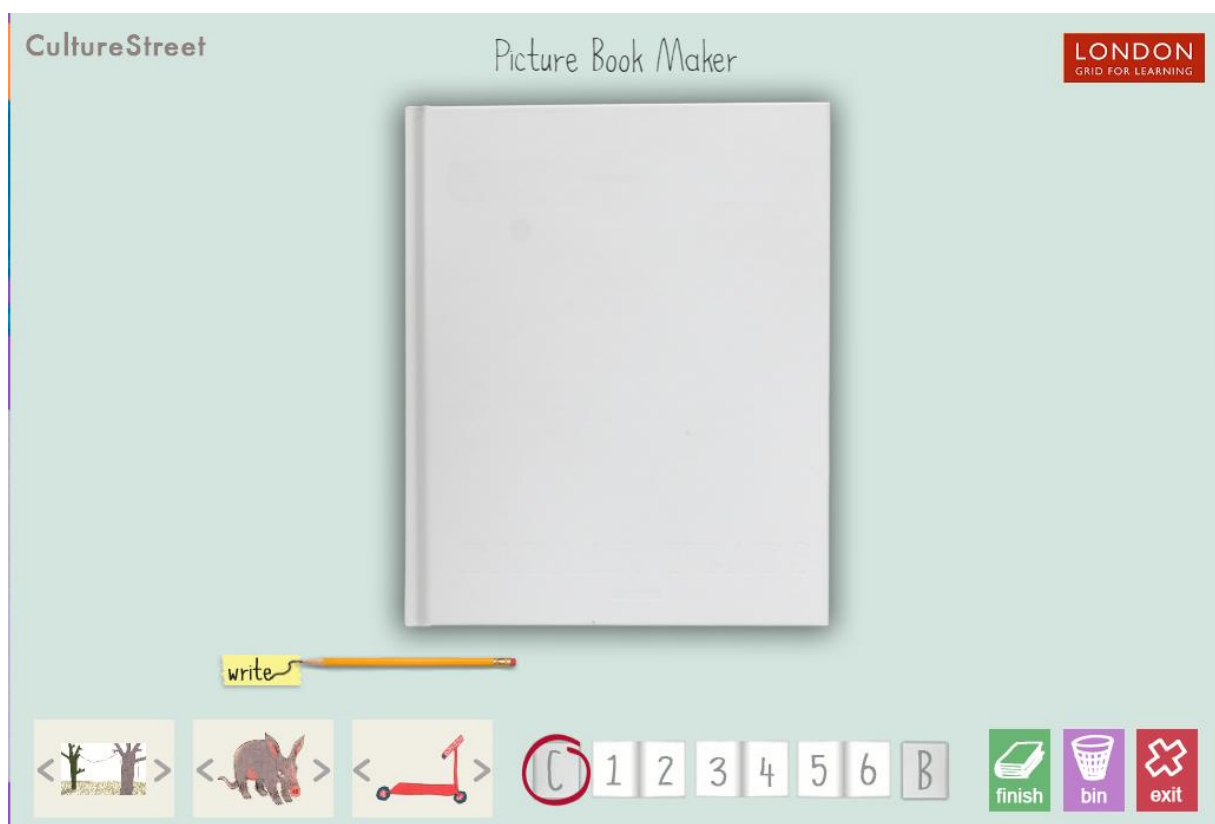 CultureStreet
Picture Book Maker
LONDON
GRID FOR LEARNING
write
< > < > < > C 1 2 3 4 5 6 B
finish bin exit